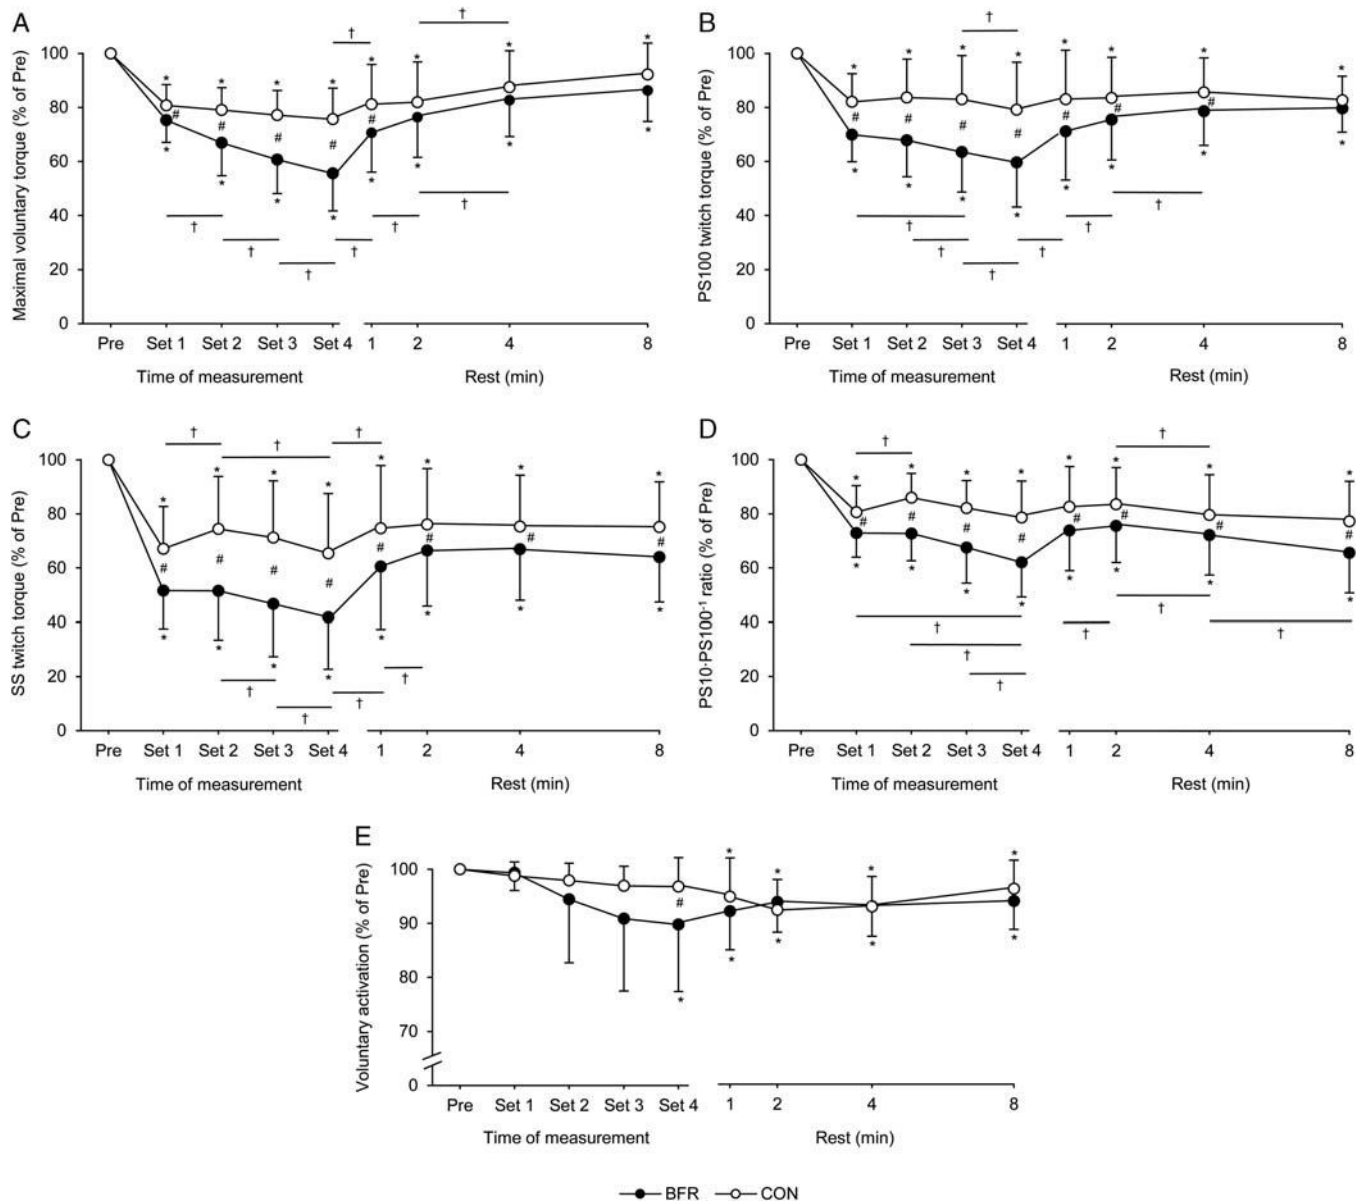 A
Maximal voluntary torque (% of Pre)
100
80
60
40
20
0
* * * * * * * *
# # # #
* * * * * * * *
† † † † † † † †
Pre Set 1 Set 2 Set 3 Set 4 1 2 4 8
Time of measurement Rest (min)
B
PS100 twitch torque (% of Pre)
100
80
60
40
20
0
* * * * * * * *
# # # # # # #
* * * * * * * *
† † † † † † †
Pre Set 1 Set 2 Set 3 Set 4 1 2 4 8
Time of measurement Rest (min)
C
SS twitch torque (% of Pre)
100
80
60
40
20
0
† † †
* * * * * * * *
# # # # # # # #
* * * * * * * *
† † † †
Pre Set 1 Set 2 Set 3 Set 4 1 2 4 8
Time of measurement Rest (min)
D
PS10·PS100⁻¹ ratio (% of Pre)
100
80
60
40
20
0
† †
* * * * * * * *
# # # # # # # #
* * * * * * * *
† † † † † †
Pre Set 1 Set 2 Set 3 Set 4 1 2 4 8
Time of measurement Rest (min)
E
Voluntary activation (% of Pre)
100
90
80
70
0
* * * *
#
* * * * *
Pre Set 1 Set 2 Set 3 Set 4 1 2 4 8
Time of measurement Rest (min)
BFR CON